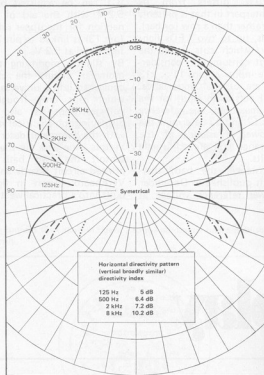 0°
10
20
30
40
50
60
70
80
90
0dB
-10
-20
-30
8KHz
2KHz
500Hz
125Hz
Symetrical
Horizontal directivity pattern
(vertical broadly similar)
directivity index
125 Hz 5 dB
500 Hz 6.4 dB
2 kHz 7.2 dB
8 kHz 10.2 dB